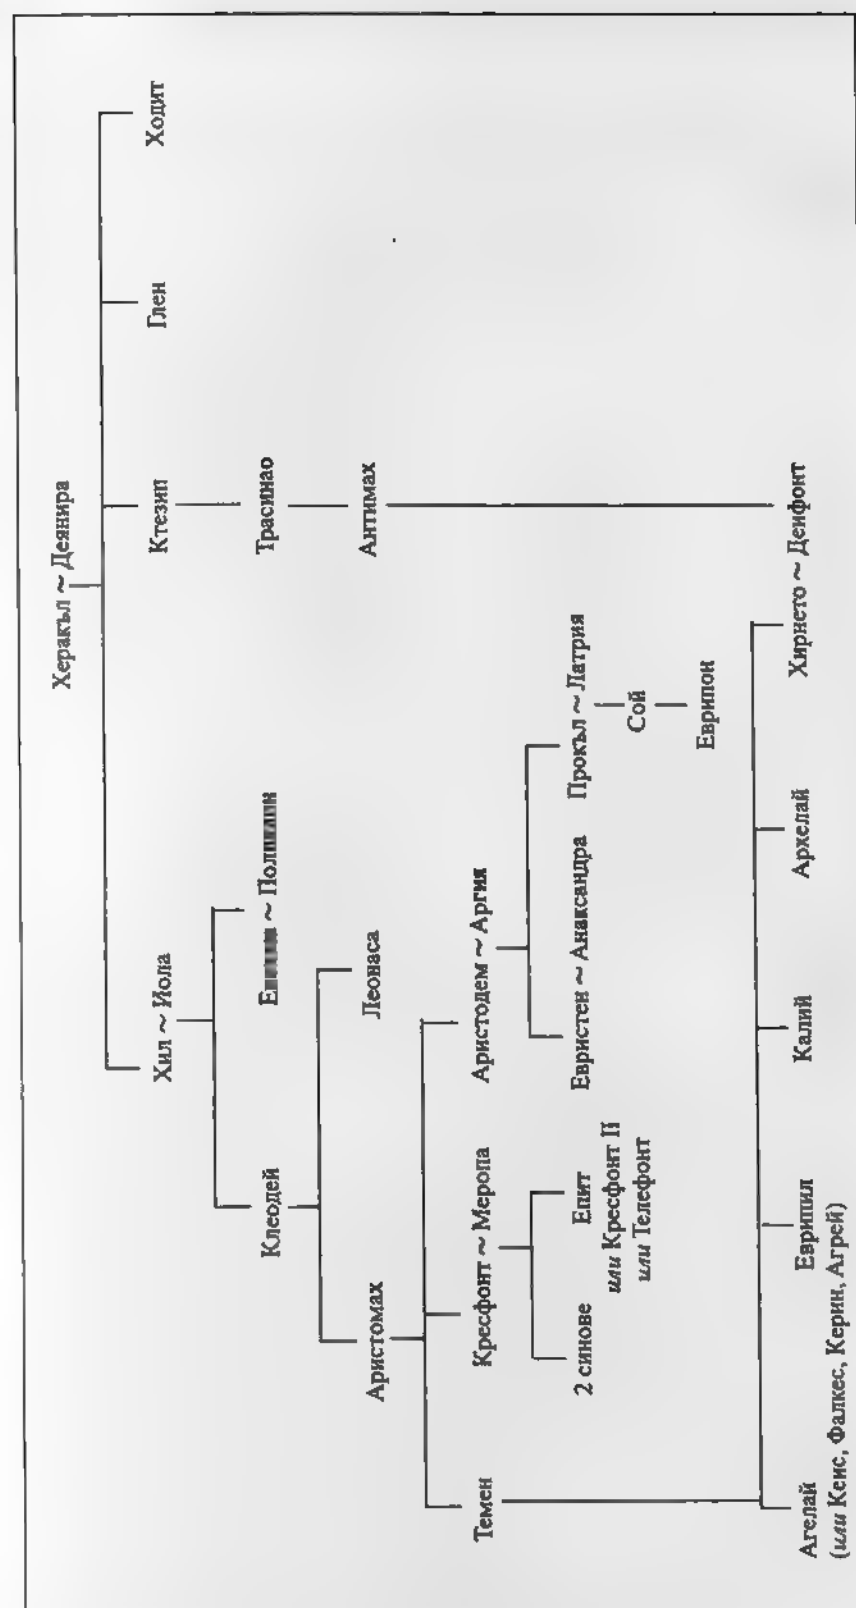 Херакъл ~ Деянира
Хил ~ Иола
Ктезип
Глен
Ходит
Клеодей
~
Трасинао
Аристомах
Леонаса
Антимах
Темен
Кресфонт ~ Меропа
Аристодем ~ Аргия
2 синове
Епит
или Кресфонт II
или Телефонт
Евристен ~ Анаксандра
Прокъл ~ Латрия
Сой
Еврипон
Агелай
Еврипил
Калий
Архелай
Хирнето ~ Деифонт
(или Кеис, Фалкес, Керин, Агрей)